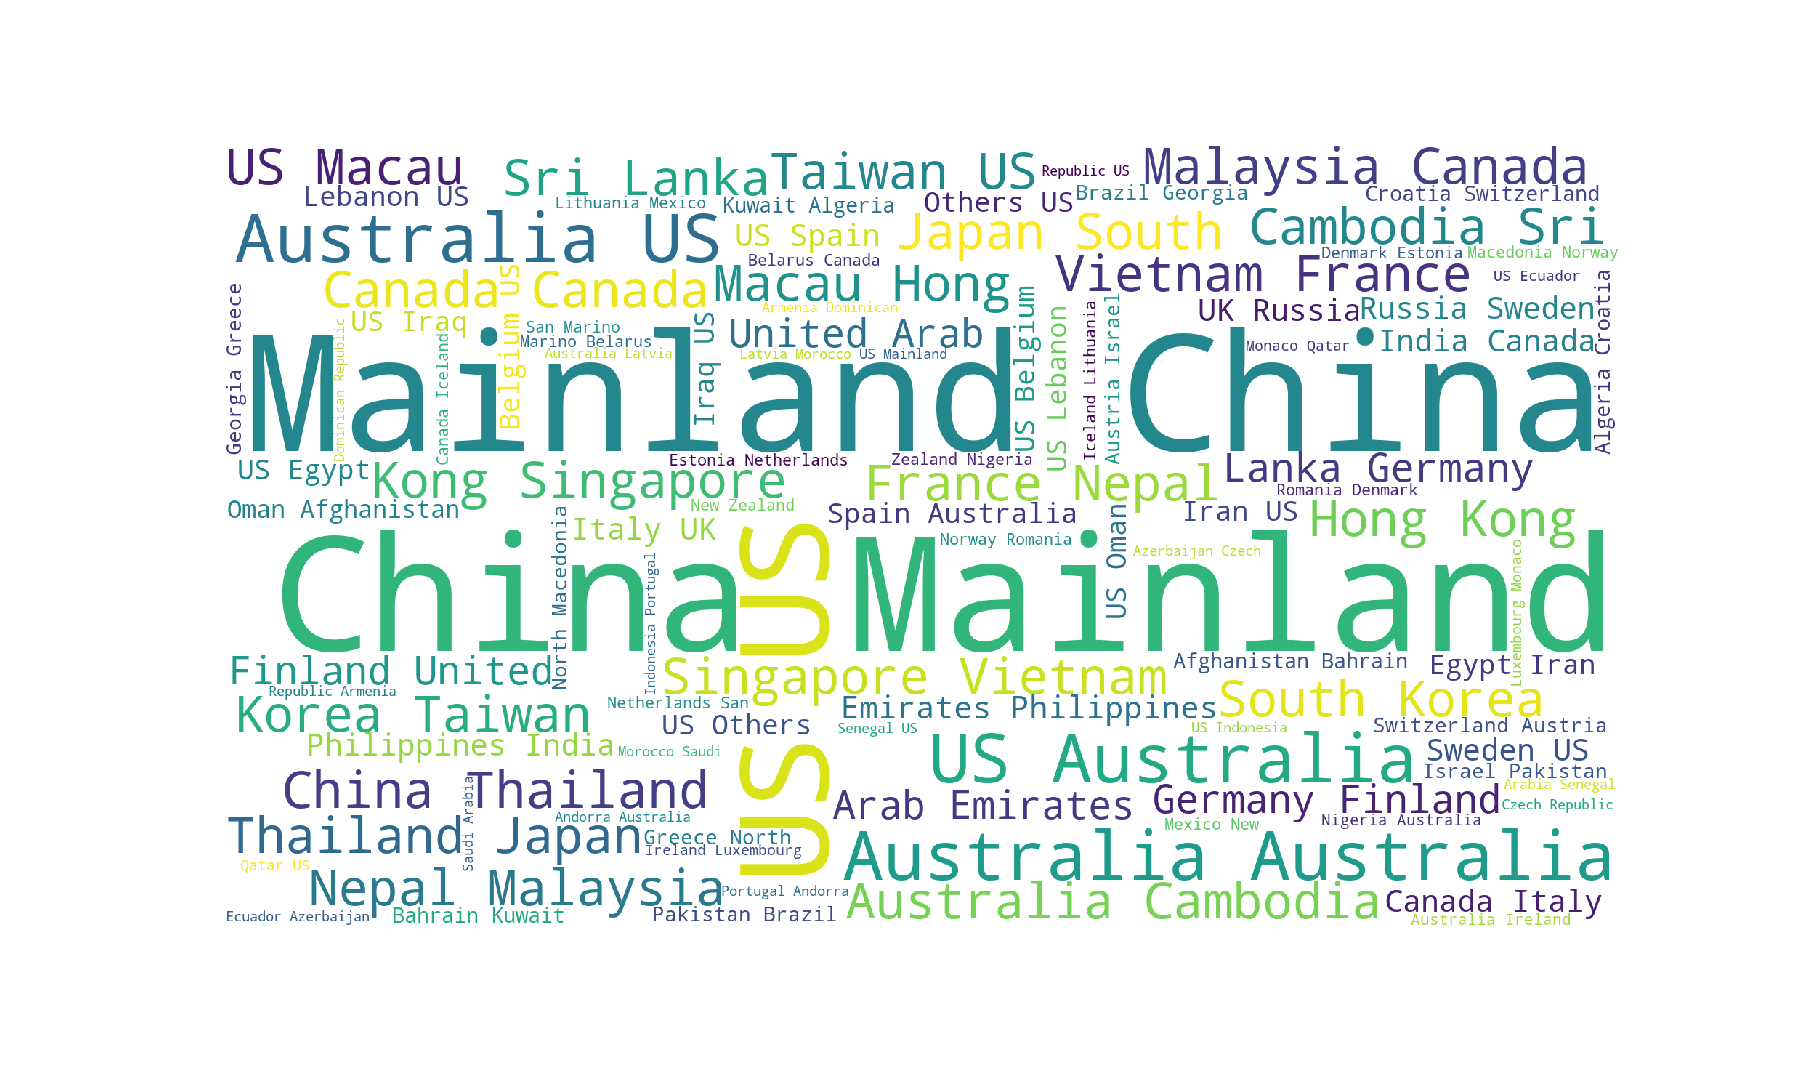 US Macau
Sri Lanka
Taiwan US
Republic US
Malaysia Canada
Lebanon US
Lithuania Mexico
Kuwait Algeria
Others US
Brazil Georgia
Croatia Switzerland
Australia US
US Spain
Japan South
Cambodia Sri
Belarus Canada
Denmark Estonia
Macedonia Norway
Canada Canada
Belgium US
Macau Hong
Vietnam France
US Ecuador
Algeria Croatia
Georgia Greece
US Iraq
Dominican Republic
Canada Iceland
San Marino
Marino Belarus
Australia Latvia
Iraq US
Armenia Dominican
United Arab
Latvia Morocco
US Mainland
US Belgium
US Lebanon
Iceland Lithuania
Austria Israel
UK Russia
Russia Sweden
Monaco Qatar
India Canada
Mainland China
US Egypt
Kong Singapore
Estonia Netherlands
Zealand Nigeria
France Nepal
Lanka Germany
Romania Denmark
Oman Afghanistan
New Zealand
Spain Australia
Iran US
Hong Kong
North Macedonia
Italy UK
Indonesia Portugal
US
Norway Romania
US Oman
Azerbaijan Czech
Luxembourg Monaco
China Mainland
Finland United
Singapore Vietnam
Afghanistan Bahrain
Egypt Iran
Republic Armenia
Netherlands San
Korea Taiwan
US Others
Emirates Philippines
South Korea
Senegal US
US Indonesia
Switzerland Austria
Philippines India
Morocco Saudi
US
US Australia
Sweden US
Israel Pakistan
China Thailand
Saudi Arabia
Arab Emirates
Germany Finland
Arabia Senegal
Czech Republic
Andorra Australia
Thailand Japan
Greece North
Ireland Luxembourg
Mexico New
Nigeria Australia
Australia Australia
Qatar US
Nepal Malaysia
Portugal Andorra
Australia Cambodia
Canada Italy
Ecuador Azerbaijan
Bahrain Kuwait
Pakistan Brazil
Australia Ireland